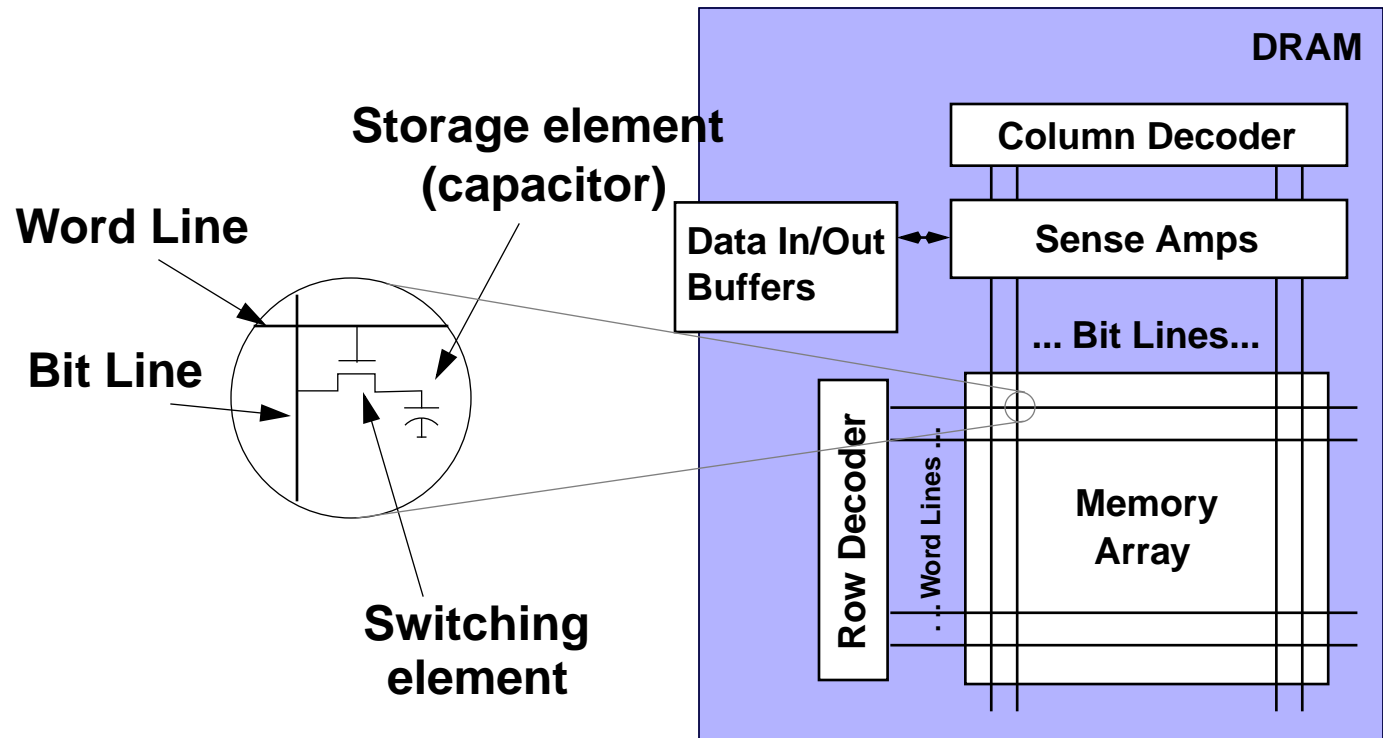 DRAM
Storage element
(capacitor)
Word Line
Bit Line
Switching
element
Column Decoder
Data In/Out
Buffers
Sense Amps
... Bit Lines...
Row Decoder
. . . Word Lines ...
Memory
Array